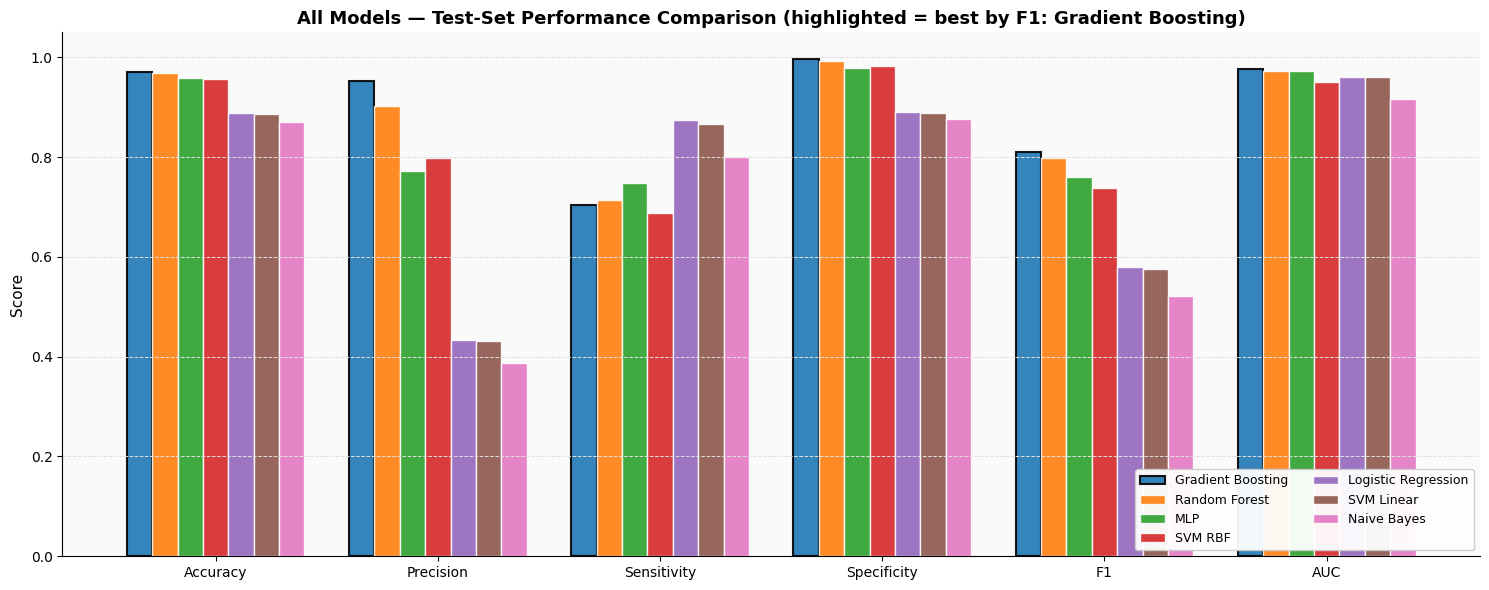 All Models — Test-Set Performance Comparison (highlighted = best by F1: Gradient Boosting)
Score
1.0
0.8
0.6
0.4
0.2
0.0
Accuracy
Precision
Sensitivity
Specificity
F1
AUC
Gradient Boosting
Random Forest
MLP
SVM RBF
Logistic Regression
SVM Linear
Naive Bayes